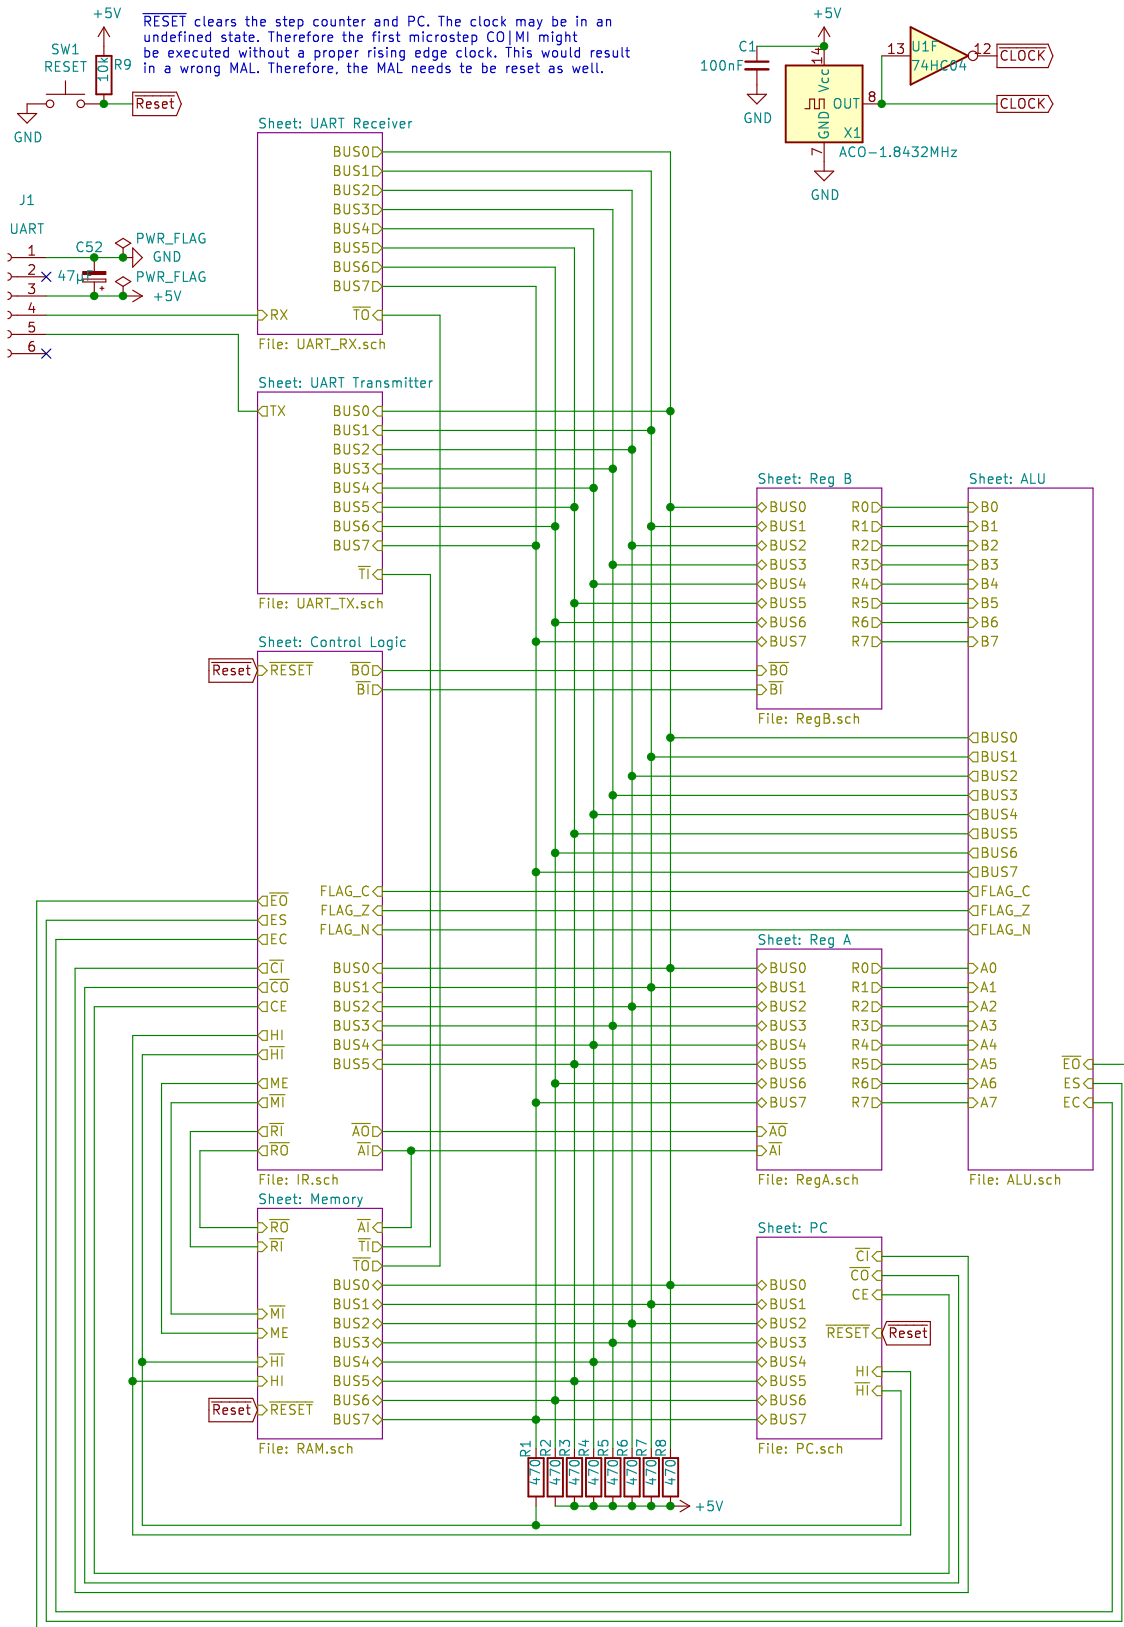 RESET clears the step counter and PC. The clock may be in an
undefined state. Therefore the first microstep CO|MI might
be executed without a proper rising edge clock. This would result
in a wrong MAL. Therefore, the MAL needs te be reset as well.
+5V
SW1
RESET
R9
10k
Reset
GND
+5V
C1
100nF
GND
14
Vcc
OUT
8
GND
X1
7
ACO-1.8432MHz
GND
13
U1F
74HC04
12
CLOCK
CLOCK
J1
UART
1
2
3
4
5
6
C52
47µF
PWR_FLAG
GND
PWR_FLAG
+5V
Sheet: UART Receiver
BUS0
BUS1
BUS2
BUS3
BUS4
BUS5
BUS6
BUS7
RX
TO
File: UART_RX.sch
Sheet: UART Transmitter
TX
BUS0
BUS1
BUS2
BUS3
BUS4
BUS5
BUS6
BUS7
TI
File: UART_TX.sch
Sheet: Reg B
BUS0 R0
BUS1 R1
BUS2 R2
BUS3 R3
BUS4 R4
BUS5 R5
BUS6 R6
BUS7 R7
BO
BI
File: RegB.sch
Sheet: ALU
B0
B1
B2
B3
B4
B5
B6
B7
BUS0
BUS1
BUS2
BUS3
BUS4
BUS5
BUS6
BUS7
FLAG_C
FLAG_Z
FLAG_N
A0
A1
A2
A3
A4
A5
A6
A7
EO
ES
EC
File: ALU.sch
Sheet: Control Logic
Reset
RESET
BO
BI
EO
ES
EC
CI
CO
CE
HI
HI
ME
MI
RI
RO
FLAG_C
FLAG_Z
FLAG_N
BUS0
BUS1
BUS2
BUS3
BUS4
BUS5
AO
AI
File: IR.sch
Sheet: Reg A
BUS0 R0
BUS1 R1
BUS2 R2
BUS3 R3
BUS4 R4
BUS5 R5
BUS6 R6
BUS7 R7
AO
AI
File: RegA.sch
Sheet: Memory
RO
RI
MI
ME
HI
HI
Reset
RESET
AI
TI
TO
BUS0
BUS1
BUS2
BUS3
BUS4
BUS5
BUS6
BUS7
File: RAM.sch
Sheet: PC
CI
CO
CE
RESET
Reset
HI
HI
BUS0
BUS1
BUS2
BUS3
BUS4
BUS5
BUS6
BUS7
File: PC.sch
R1 R2 R3 R4 R5 R6 R7 R8
470 470 470 470 470 470 470 470
+5V